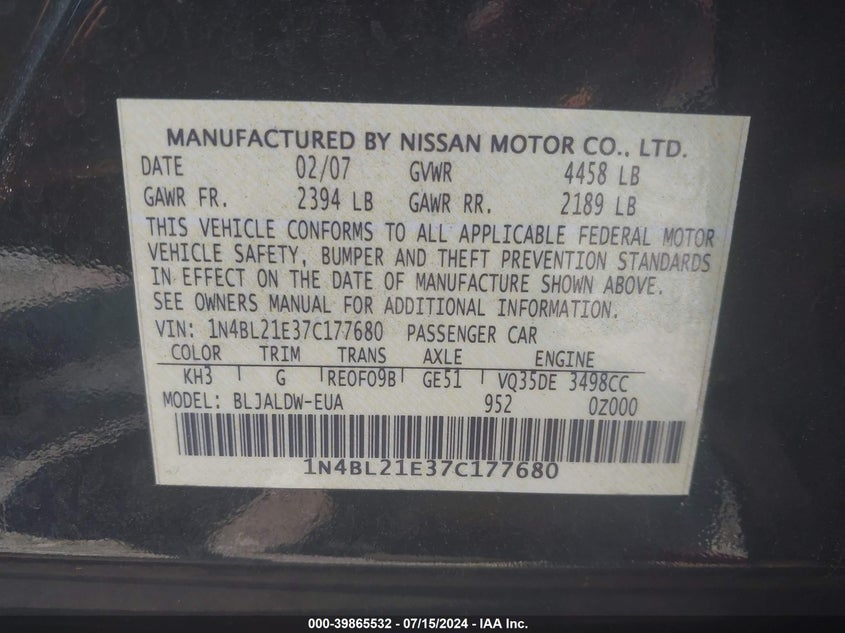 MANUFACTURED BY NISSAN MOTOR CO., LTD.
DATE 02/07 GVWR 4458 LB
GAWR FR. 2394 LB GAWR RR. 2189 LB
THIS VEHICLE CONFORMS TO ALL APPLICABLE FEDERAL MOTOR
VEHICLE SAFETY, BUMPER AND THEFT PREVENTION STANDARDS
IN EFFECT ON THE DATE OF MANUFACTURE SHOWN ABOVE.
SEE OWNERS MANUAL FOR ADDITIONAL INFORMATION.
VIN: 1N4BL21E37C177680 PASSENGER CAR
COLOR TRIM TRANS AXLE ENGINE
KH3 G RE0F09B GE51 VQ35DE 3498CC
MODEL: BLJALDW-EUA 952 0Z000
1N4BL21E37C177680
000-39865532 - 07/15/2024 - IAA Inc.